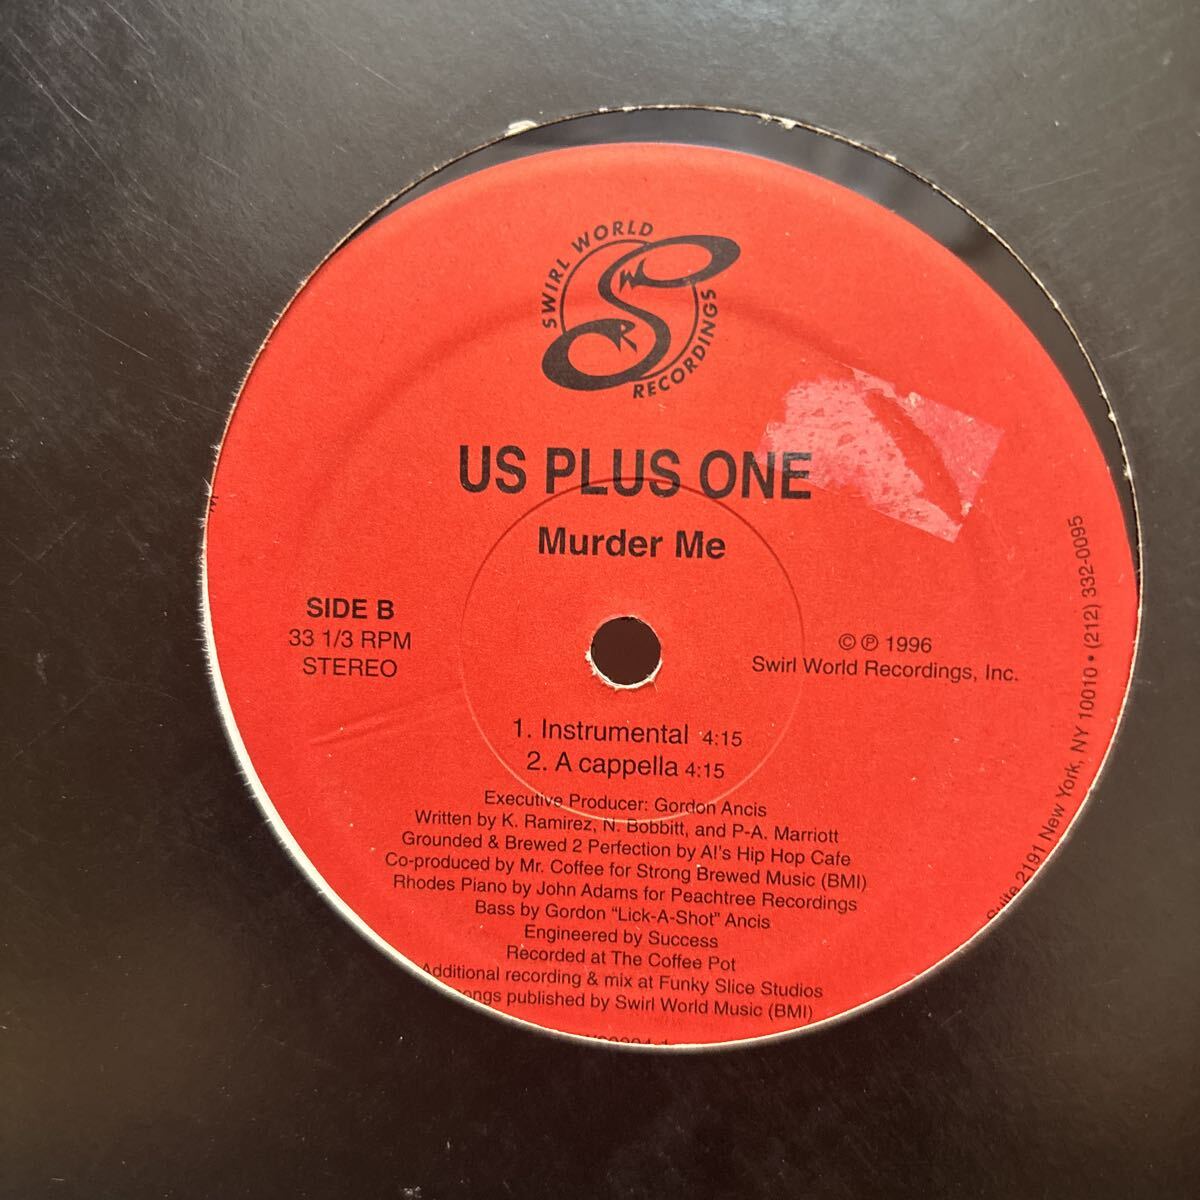 SWIRL WORLD
RECORDINGS
W
R
US PLUS ONE
Murder Me
SIDE B
33 1/3 RPM
STEREO
© ℗ 1996
Swirl World Recordings, Inc.
1. Instrumental 4:15
2. A cappella 4:15
Executive Producer: Gordon Ancis
Written by K. Ramirez, N. Bobbitt, and P-A. Marriott
Grounded & Brewed 2 Perfection by Al's Hip Hop Cafe
Co-produced by Mr. Coffee for Strong Brewed Music (BMI)
Rhodes Piano by John Adams for Peachtree Recordings
Bass by Gordon "Lick-A-Shot" Ancis
Engineered by Success
Recorded at The Coffee Pot
Additional recording & mix at Funky Slice Studios
ongs published by Swirl World Music (BMI)
Suite 2191 New York, NY 10010 • (212) 332-0095